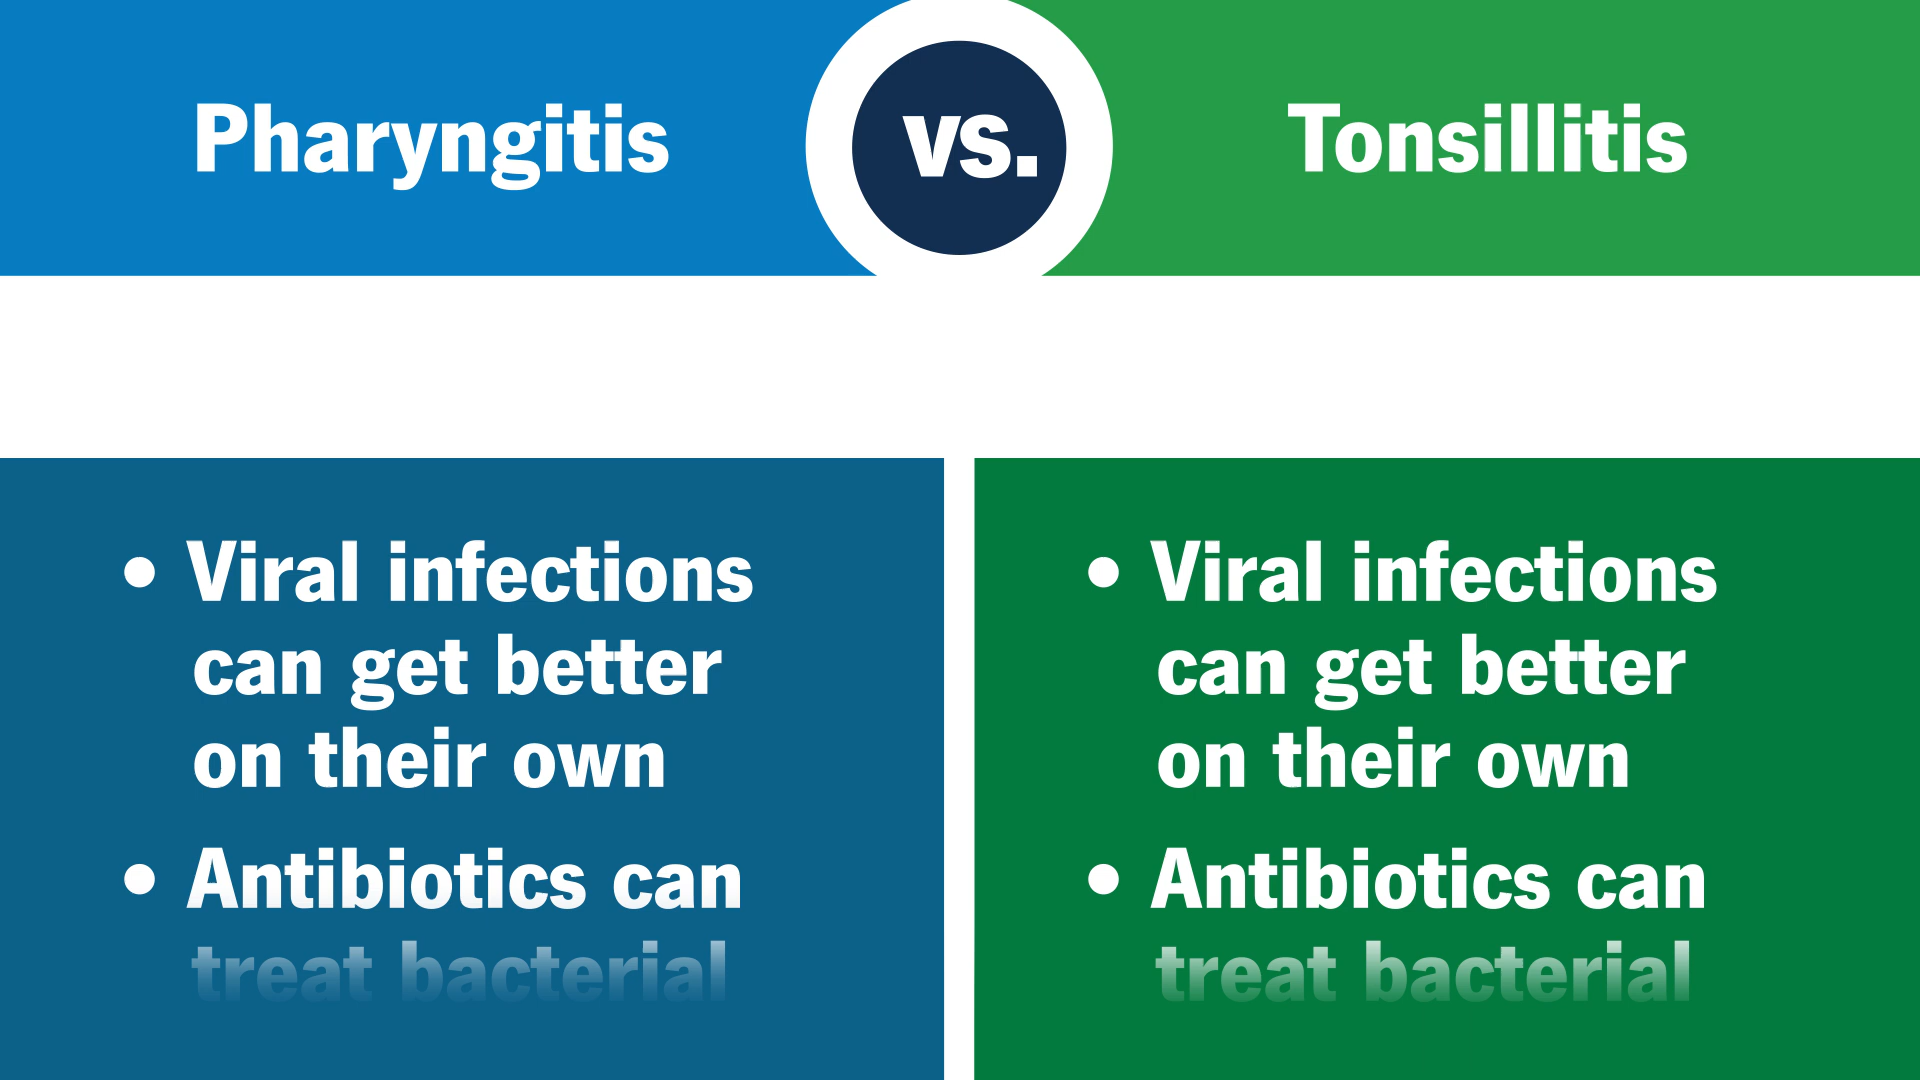 Pharyngitis
vs.
Tonsillitis
• Viral infections
can get better
on their own
• Antibiotics can
treat bacterial
• Viral infections
can get better
on their own
• Antibiotics can
treat bacterial